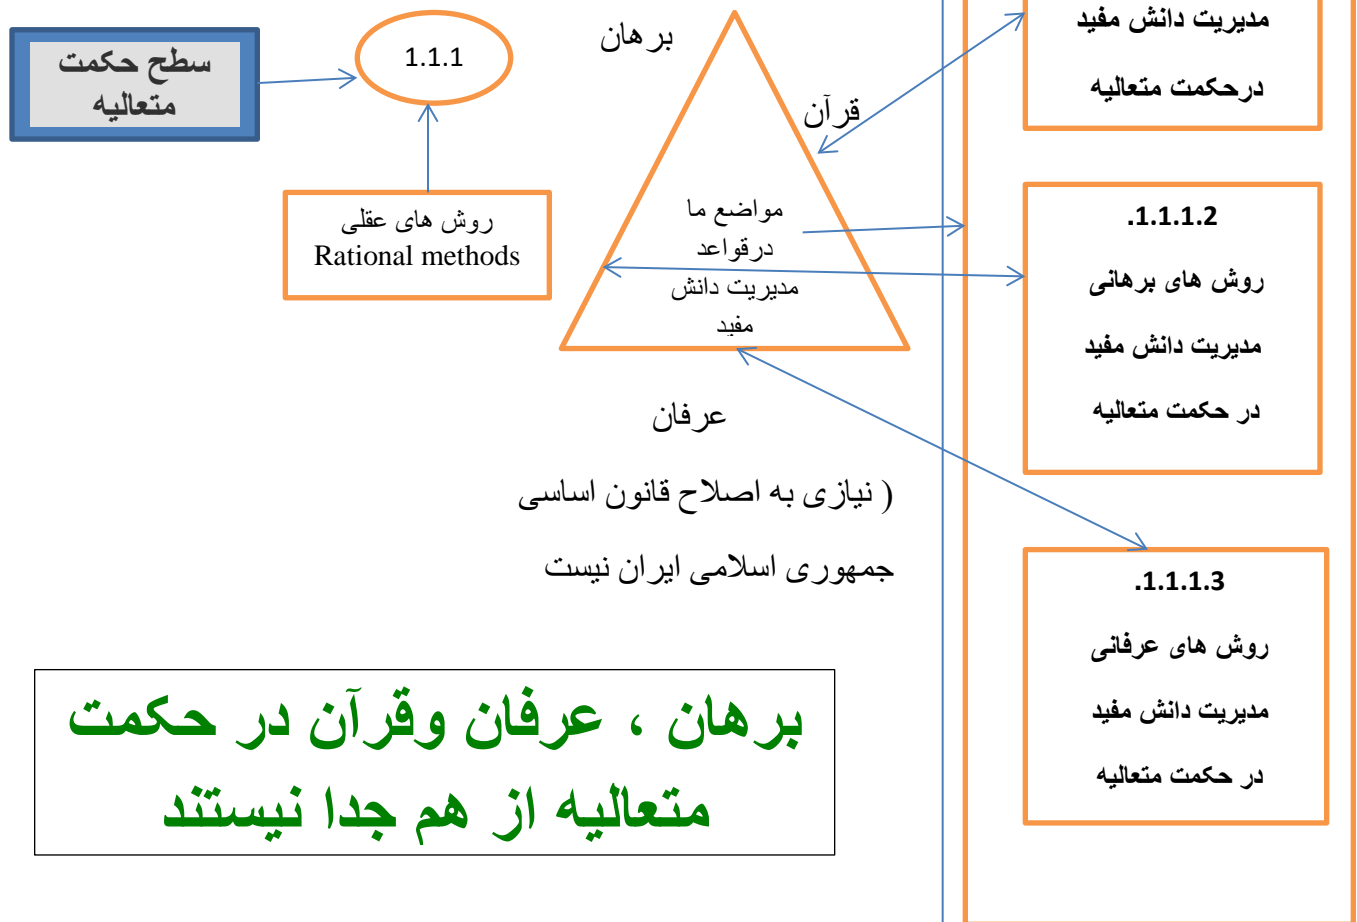 مدیریت دانش مفید
درحکمت متعالیه
سطح حکمت
متعالیه
1.1.1
برهان
قرآن
روش های عقلی
Rational methods
مواضع ما
درقواعد
مدیریت دانش
مفید
.1.1.1.2
روش های برهانی
مدیریت دانش مفید
در حکمت متعالیه
عرفان
( نیازی به اصلاح قانون اساسی
جمهوری اسلامی ایران نیست
.1.1.1.3
روش های عرفانی
مدیریت دانش مفید
در حکمت متعالیه
برهان ، عرفان وقرآن در حکمت
متعالیه از هم جدا نیستند